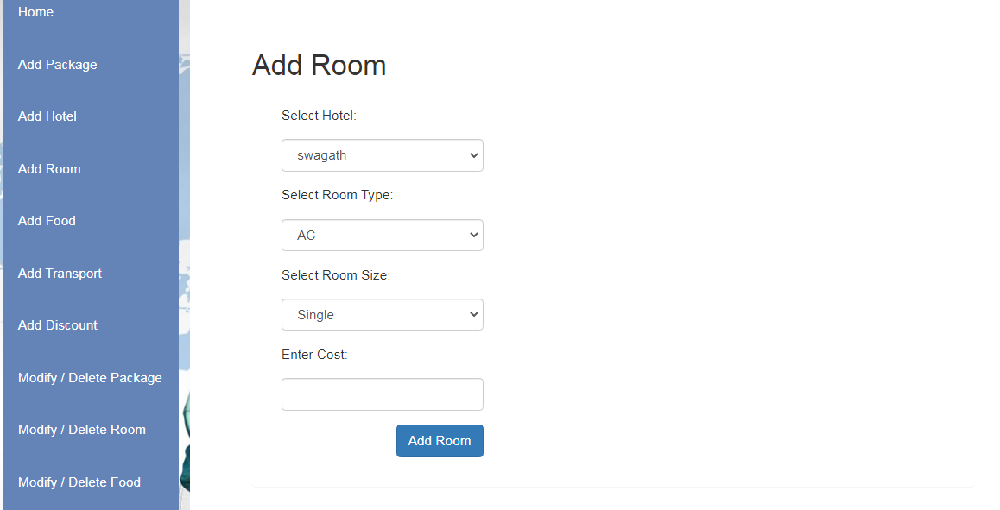 Home
Add Package
Add Hotel
Add Room
Add Food
Add Transport
Add Discount
Modify / Delete Package
Modify / Delete Room
Modify / Delete Food
Add Room
Select Hotel:
swagath
Select Room Type:
AC
Select Room Size:
Single
Enter Cost:
Add Room